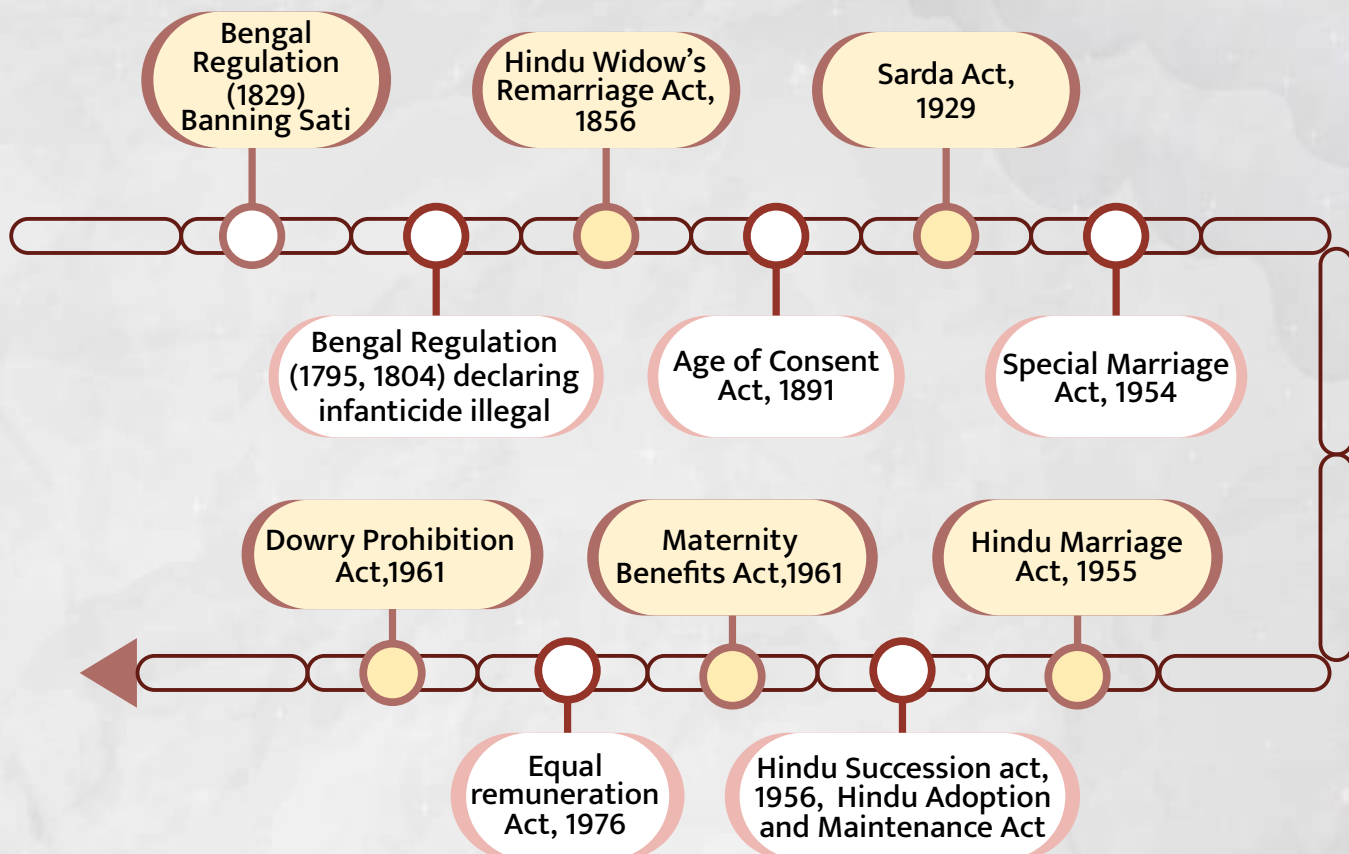 Bengal
Regulation
(1829)
Banning Sati
Bengal Regulation
(1795, 1804) declaring
infanticide illegal
Hindu Widow's
Remarriage Act,
1856
Age of Consent
Act, 1891
Sarda Act,
1929
Special Marriage
Act, 1954
Hindu Marriage
Act, 1955
Hindu Succession act,
1956, Hindu Adoption
and Maintenance Act
Maternity
Benefits Act,1961
Equal
remuneration
Act, 1976
Dowry Prohibition
Act,1961